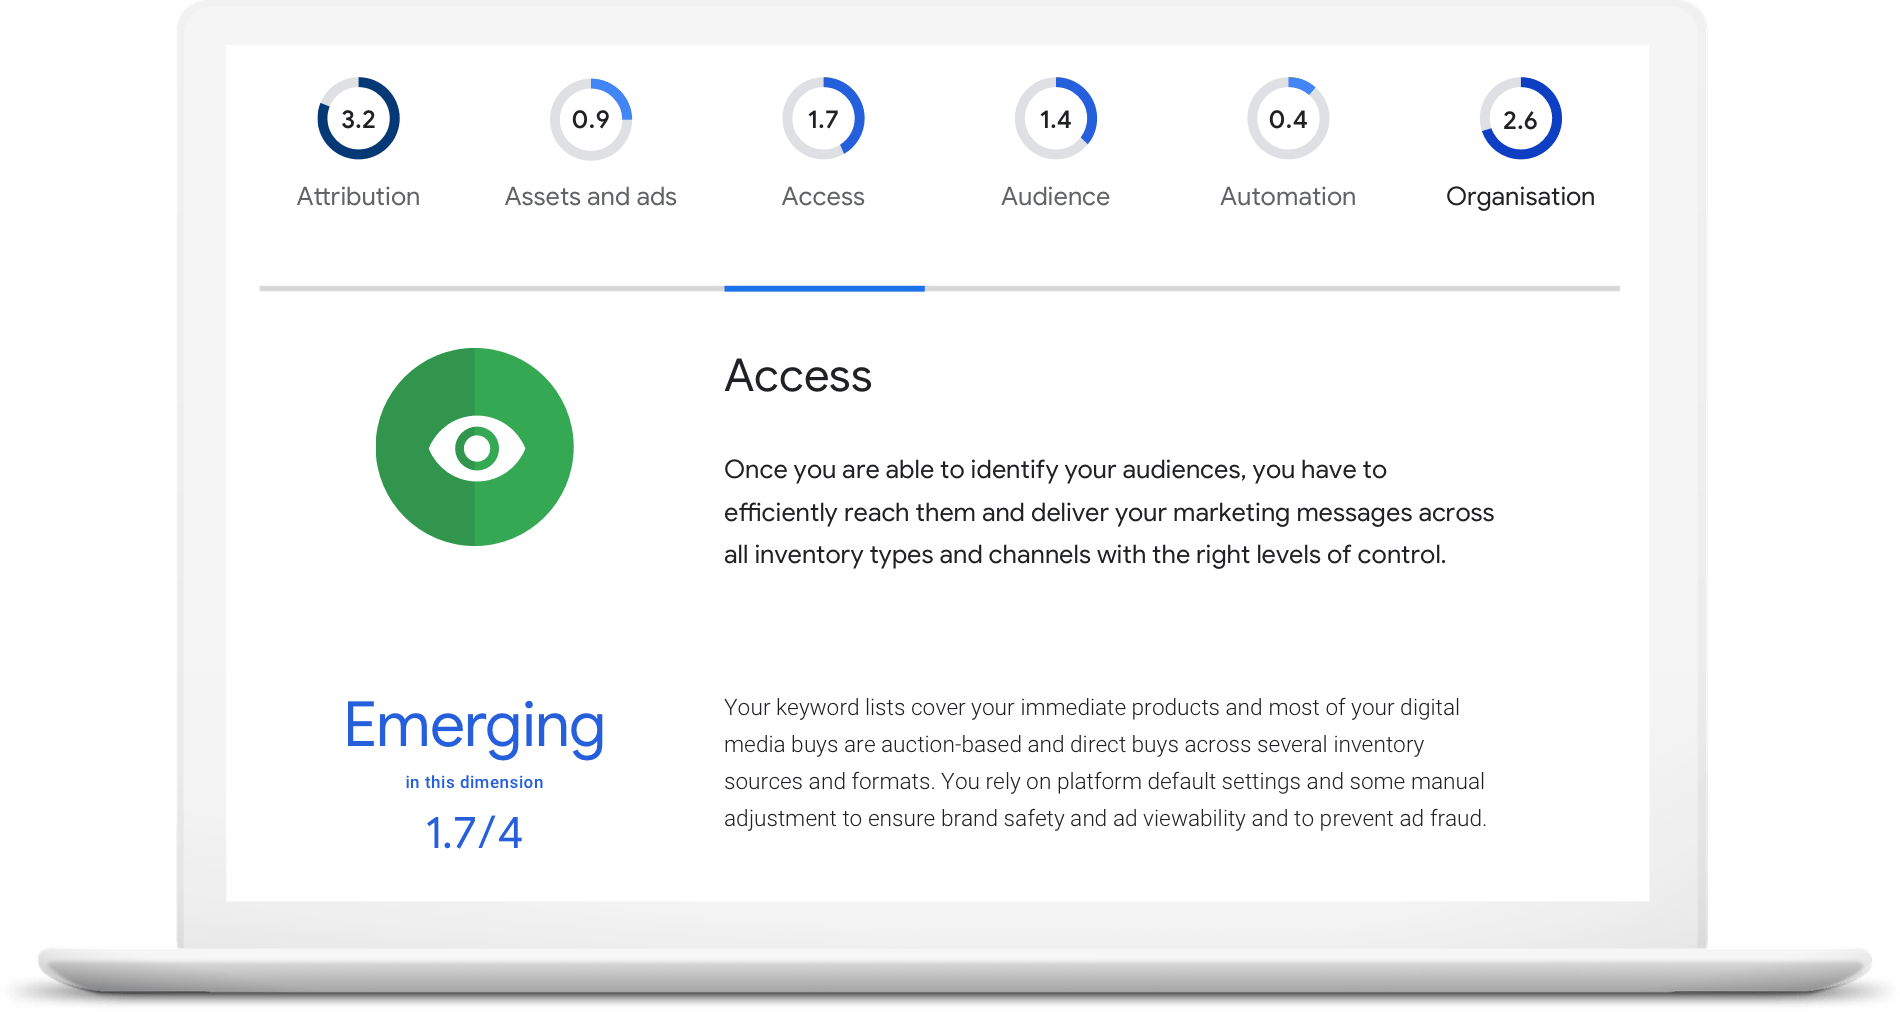 3.2 0.9 1.7 1.4 0.4 2.6
Attribution Assets and ads Access Audience Automation Organisation
Access
Once you are able to identify your audiences, you have to
efficiently reach them and deliver your marketing messages across
all inventory types and channels with the right levels of control.
Emerging
in this dimension
1.7/4
Your keyword lists cover your immediate products and most of your digital
media buys are auction-based and direct buys across several inventory
sources and formats. You rely on platform default settings and some manual
adjustment to ensure brand safety and ad viewability and to prevent ad fraud.